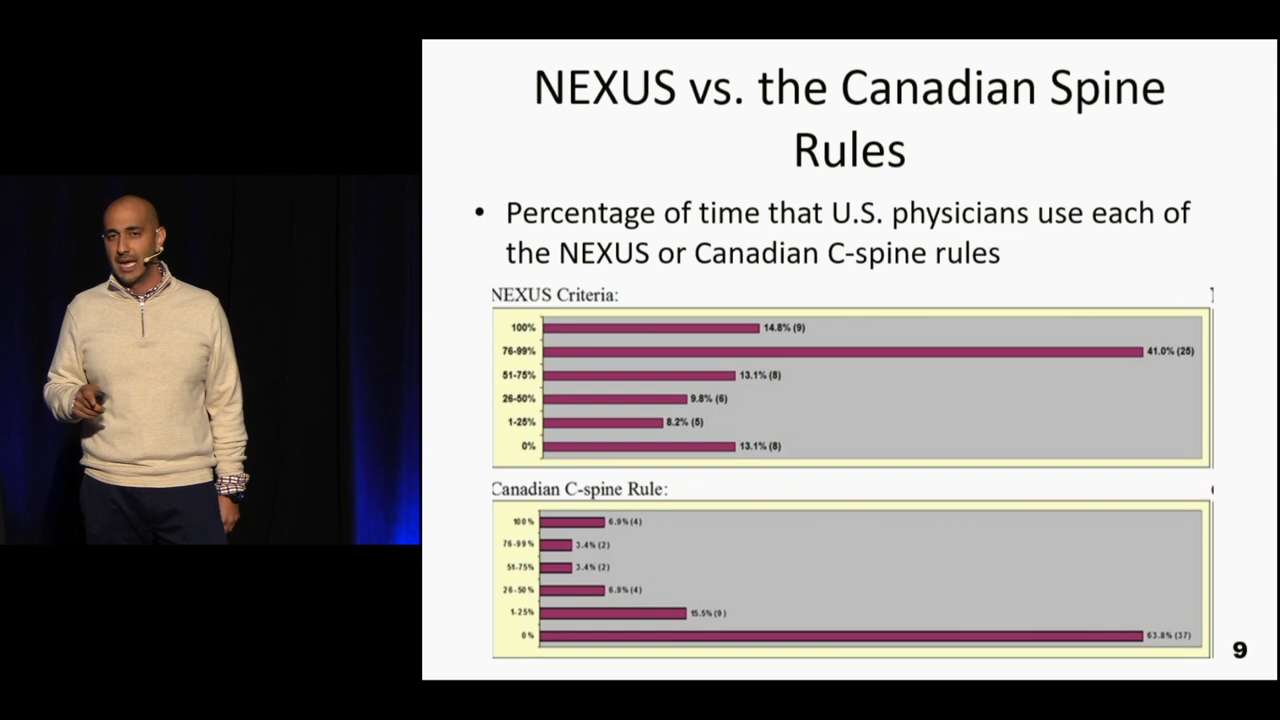 NEXUS vs. the Canadian Spine
Rules
• Percentage of time that U.S. physicians use each of
the NEXUS or Canadian C-spine rules
NEXUS Criteria:
100% 14.8% (9)
76-99% 41.0% (25)
51-75% 13.1% (8)
26-50% 9.8% (6)
1-25% 8.2% (5)
0% 13.1% (8)
Canadian C-spine Rule:
100% 6.9% (4)
76-99% 3.4% (2)
51-75% 3.4% (2)
26-50% 6.9% (4)
1-25% 15.5% (9)
0% 63.8% (37)
9